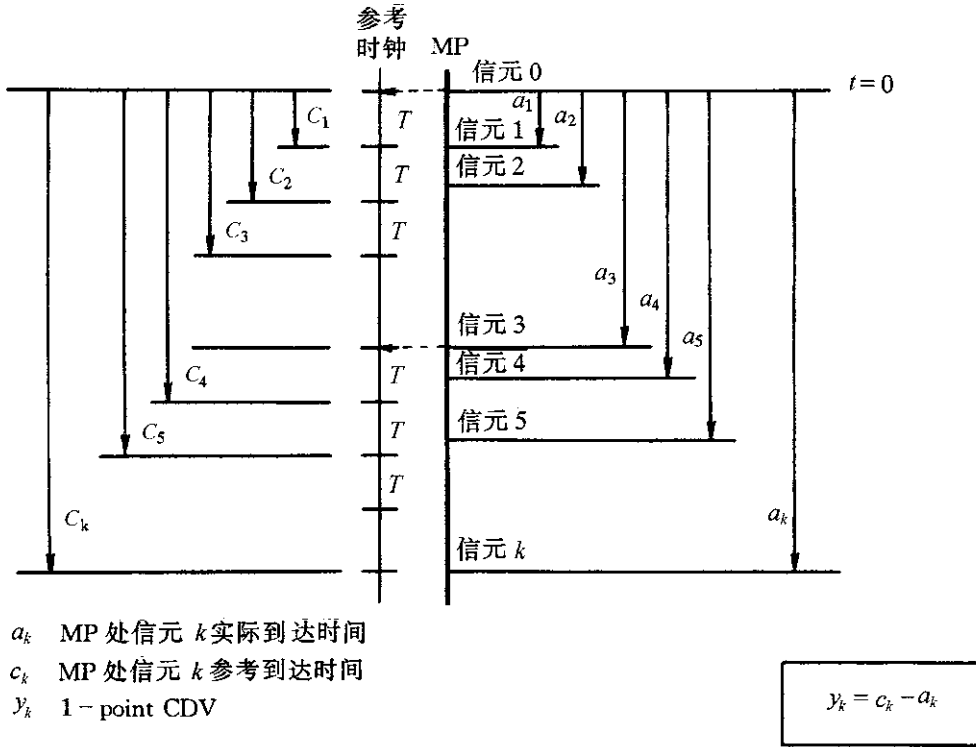 参考
时钟 MP
信元 0
t=0
C₁
T
a₁
a₂
信元 1
C₂
T
信元 2
C₃
T
a₃
a₄
a₅
信元 3
C₄
T
信元 4
C₅
T
信元 5
T
Cₖ
aₖ
信元 k
aₖ MP 处信元 k 实际到达时间
cₖ MP 处信元 k 参考到达时间
yₖ 1-point CDV
yₖ = cₖ - aₖ